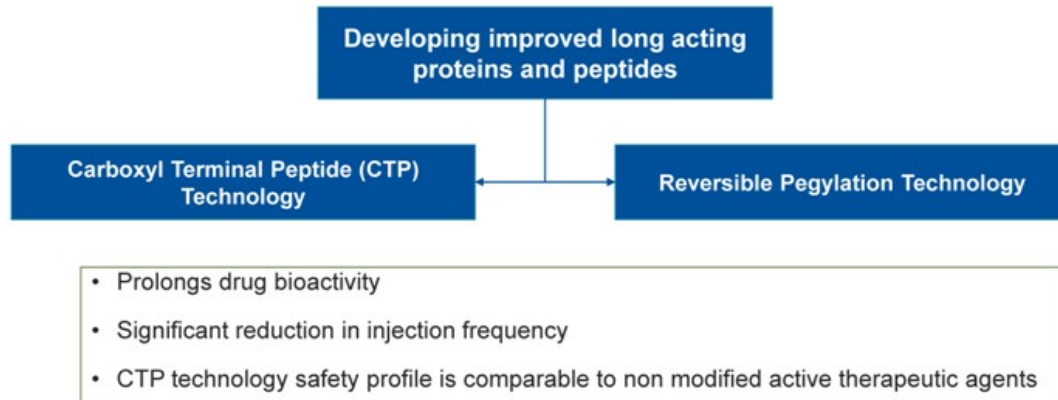 Developing improved long acting
proteins and peptides
Carboxyl Terminal Peptide (CTP)
Technology
Reversible Pegylation Technology
• Prolongs drug bioactivity
• Significant reduction in injection frequency
• CTP technology safety profile is comparable to non modified active therapeutic agents